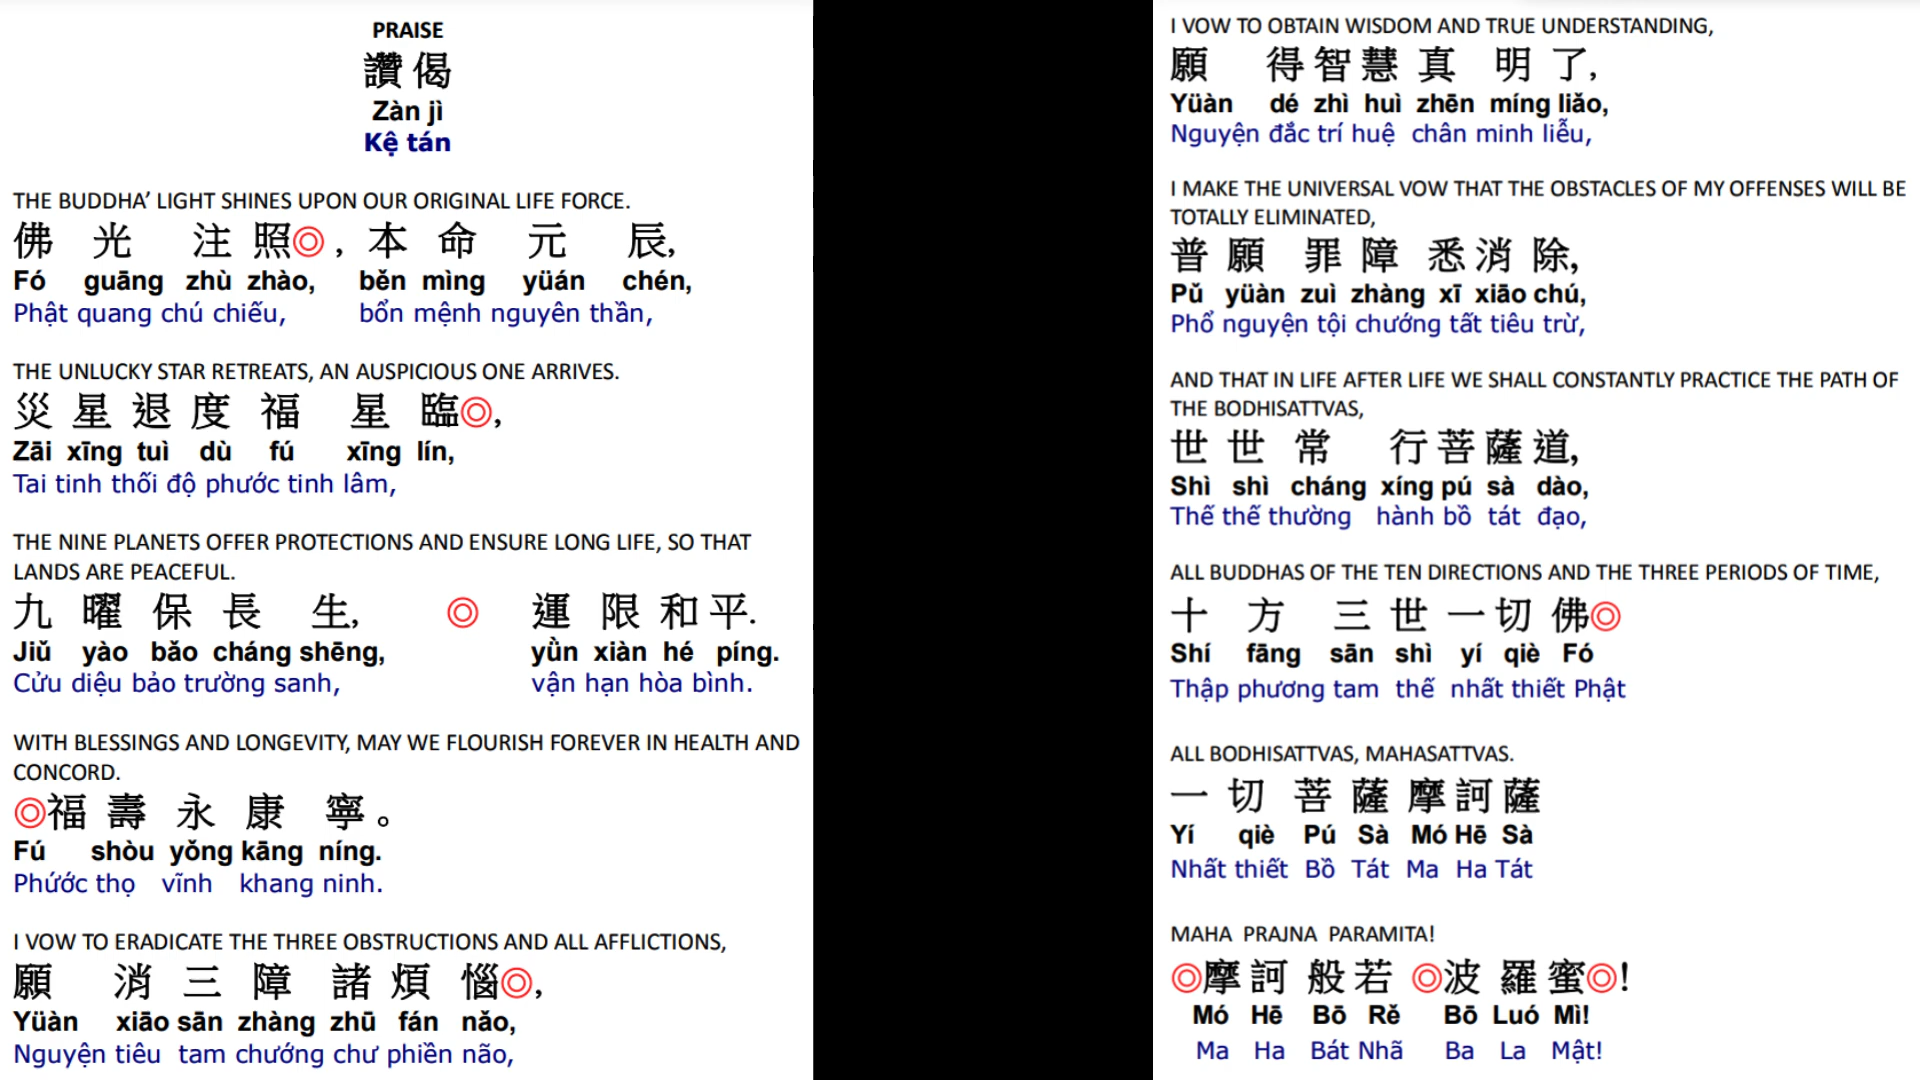 PRAISE
讚偈
Zàn jì
Kệ tán
THE BUDDHA’ LIGHT SHINES UPON OUR ORIGINAL LIFE FORCE.
佛 光 注 照◎, 本 命 元 辰,
Fó guāng zhù zhào, běn mìng yüán chén,
Phật quang chú chiếu, bổn mệnh nguyên thần,
THE UNLUCKY STAR RETREATS, AN AUSPICIOUS ONE ARRIVES.
災 星 退 度 福 星 臨◎,
Zāi xīng tuì dù fú xīng lín,
Tai tinh thối độ phước tinh lâm,
THE NINE PLANETS OFFER PROTECTIONS AND ENSURE LONG LIFE, SO THAT
LANDS ARE PEACEFUL.
九 曜 保 長 生, ◎ 運 限 和 平.
Jiǔ yào bǎo cháng shēng, yǜn xiàn hé píng.
Cửu diệu bảo trường sanh, vận hạn hòa bình.
WITH BLESSINGS AND LONGEVITY, MAY WE FLOURISH FOREVER IN HEALTH AND
CONCORD.
◎福 壽 永 康 寧。
Fú shòu yǒng kāng níng.
Phứớc thọ vĩnh khang ninh.
I VOW TO ERADICATE THE THREE OBSTRUCTIONS AND ALL AFFLICTIONS,
願 消 三 障 諸 煩 惱◎,
Yüàn xiāo sān zhàng zhū fán nǎo,
Nguyện tiêu tam chướng chư phiền não,
I VOW TO OBTAIN WISDOM AND TRUE UNDERSTANDING,
願 得 智 慧 真 明 了,
Yüàn dé zhì huì zhēn míng liǎo,
Nguyện đắc trí huệ chân minh liễu,
I MAKE THE UNIVERSAL VOW THAT THE OBSTACLES OF MY OFFENSES WILL BE
TOTALLY ELIMINATED,
普 願 罪 障 悉 消 除,
Pǔ yüàn zuì zhàng xī xiāo chú,
Phổ nguyện tội chướng tất tiêu trừ,
AND THAT IN LIFE AFTER LIFE WE SHALL CONSTANTLY PRACTICE THE PATH OF
THE BODHISATTVAS,
世 世 常 行 菩 薩 道,
Shì shì cháng xíng pú sà dào,
Thế thế thường hành bồ tát đạo,
ALL BUDDHAS OF THE TEN DIRECTIONS AND THE THREE PERIODS OF TIME,
十 方 三 世 一 切 佛◎
Shí fāng sān shì yí qiè Fó
Thập phương tam thế nhất thiết Phật
ALL BODHISATTVAS, MAHASATTVAS.
一 切 菩 薩 摩 訶 薩
Yí qiè Pú Sà Mó Hē Sà
Nhất thiết Bồ Tát Ma Ha Tát
MAHA PRAJNA PARAMITA!
◎摩 訶 般 若 ◎波 羅 蜜◎!
Mó Hē Bō Rě Bō Luó Mì!
Ma Ha Bát Nhã Ba La Mật!